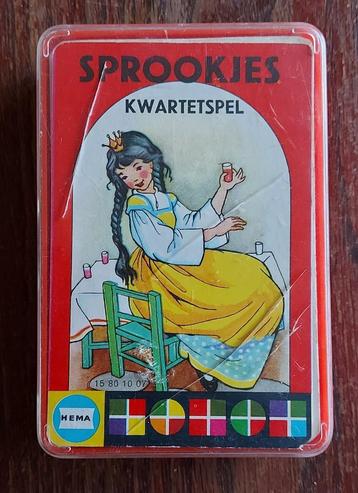 SPROOKJES
KWARTETSPEL
15 80 10 07
HEMA